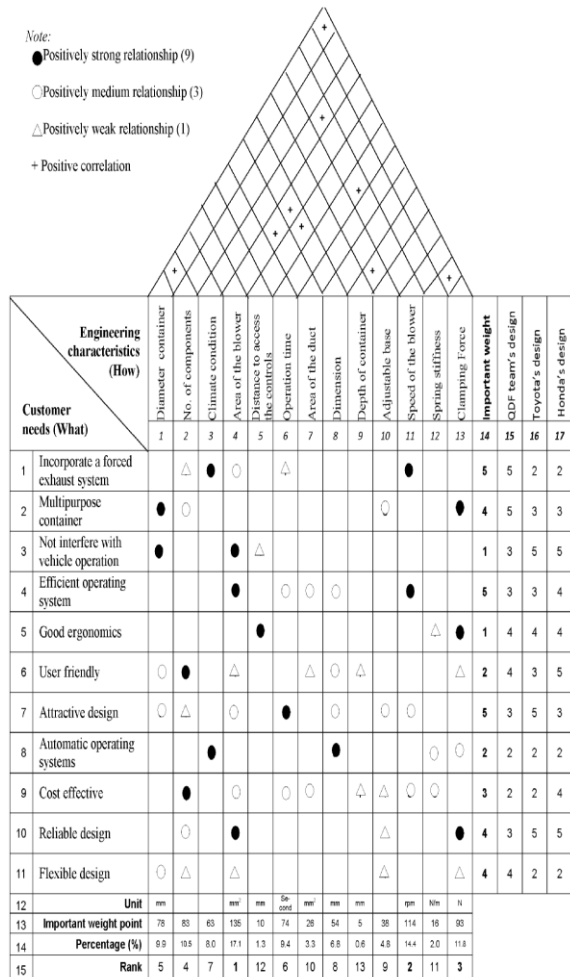 Note:
Positively strong relationship (9)
Positively medium relationship (3)
Positively weak relationship (1)
+ Positive correlation
Engineering characteristics (How)
Customer needs (What)
Diameter container
No. of components
Climate condition
Area of the blower
Distance to access the controls
Operation time
Area of the duct
Dimension
Depth of container
Adjustable base
Speed of the blower
Spring stiffness
Clamping Force
Important weight
QDF team's design
Toyota's design
Honda's design
1 2 3 4 5 6 7 8 9 10 11 12 13 14 15 16 17
1 Incorporate a forced exhaust system 5 5 2 2
2 Multipurpose container 4 5 3 3
3 Not interfere with vehicle operation 1 3 5 5
4 Efficient operating system 5 3 3 4
5 Good ergonomics 1 4 4 4
6 User friendly 2 4 3 5
7 Attractive design 5 3 5 3
8 Automatic operating systems 2 2 2 2
9 Cost effective 3 2 2 4
10 Reliable design 4 3 5 5
11 Flexible design 4 4 2 2
12 Unit mm mm² mm Se-cond mm² mm mm rpm N/m N
13 Important weight point 78 83 63 135 10 74 26 54 5 38 114 16 93
14 Percentage (%) 9.9 10.5 8.0 17.1 1.3 9.4 3.3 6.8 0.6 4.8 14.4 2.0 11.8
15 Rank 5 4 7 1 12 6 10 8 13 9 2 11 3